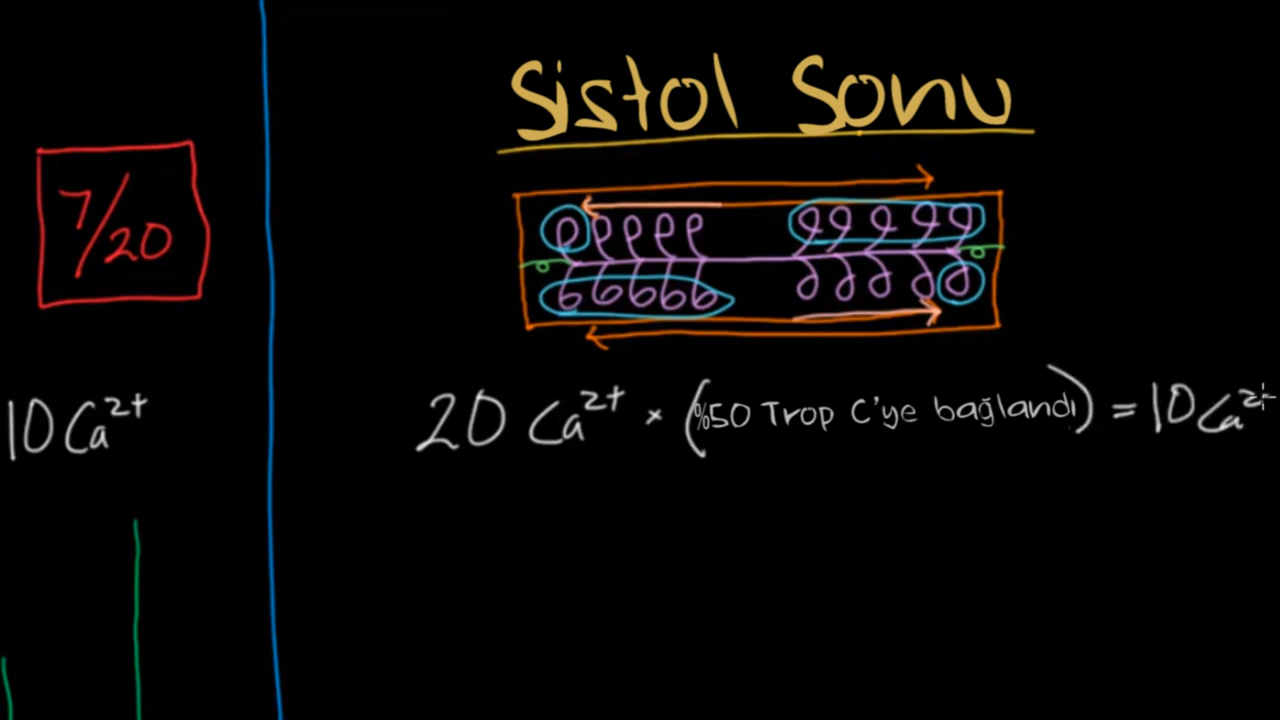 Sistol Sonu
7/20
10 Ca²⁺
20 Ca²⁺ × (%50 Trop C'ye bağlandı) = 10 Ca²⁺